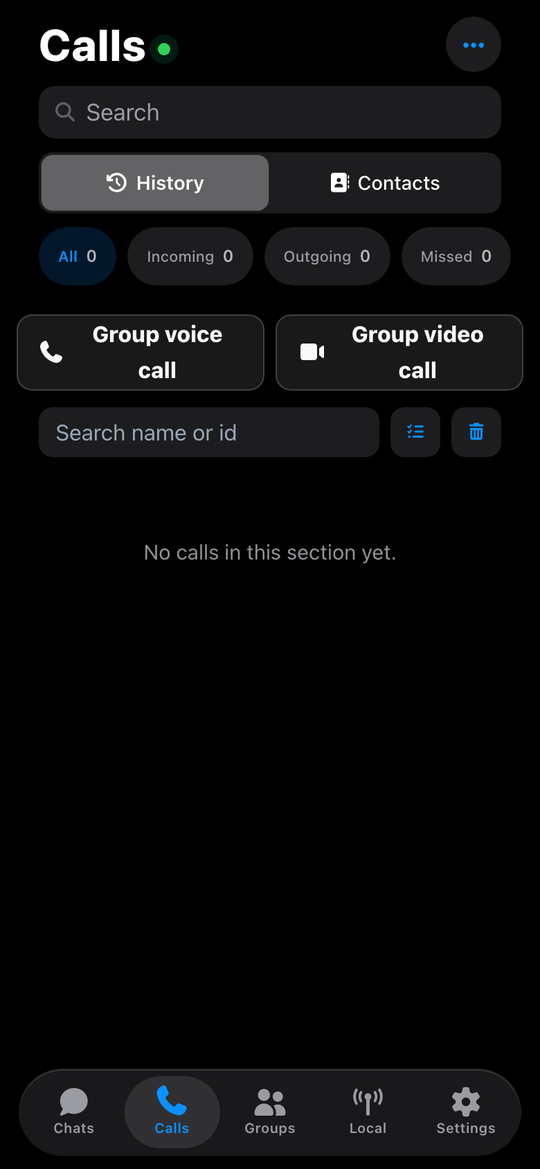 Calls
Search
History
Contacts
All 0
Incoming 0
Outgoing 0
Missed 0
Group voice
call
Group video
call
Search name or id
No calls in this section yet.
Chats
Calls
Groups
Local
Settings